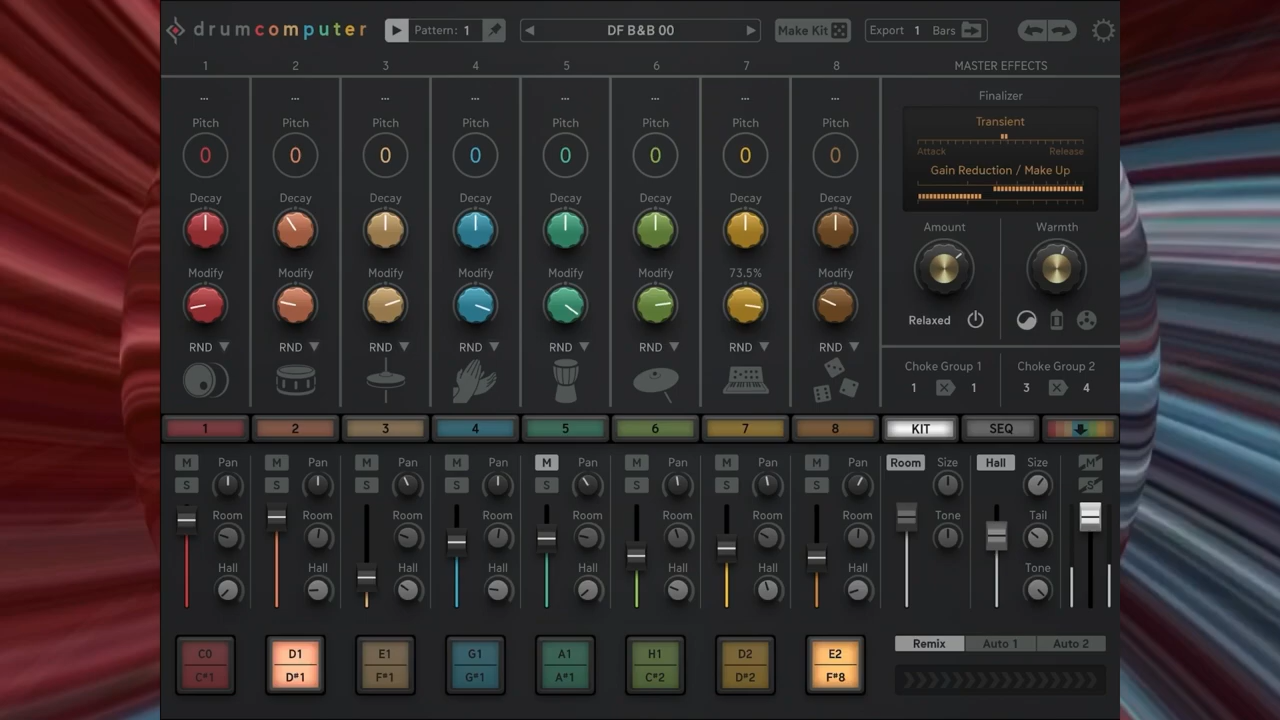 drumcomputer Pattern: 1 DF B&B 00 Make Kit Export 1 Bars
1 2 3 4 5 6 7 8 MASTER EFFECTS
... ... ... ... ... ... ... ... Finalizer
Pitch Pitch Pitch Pitch Pitch Pitch Pitch Pitch Transient
0 0 0 0 0 0 0 0 Attack Release
Gain Reduction / Make Up
Decay Decay Decay Decay Decay Decay Decay Decay
Amount Warmth
Modify Modify Modify Modify Modify Modify 73.5% Modify
Relaxed
RND RND RND RND RND RND RND RND
Choke Group 1 Choke Group 2
1 1 3 4
1 2 3 4 5 6 7 8 KIT SEQ
M Pan M Pan M Pan M Pan M Pan M Pan M Pan M Pan Room Size Hall Size M
S S S S S S S S S
Room Room Room Room Room Room Room Room Tone Tail
Hall Hall Hall Hall Hall Hall Hall Hall Tone
C0 D1 E1 G1 A1 H1 D2 E2 Remix Auto 1 Auto 2
C#1 D#1 F#1 G#1 A#1 C#2 D#2 F#8